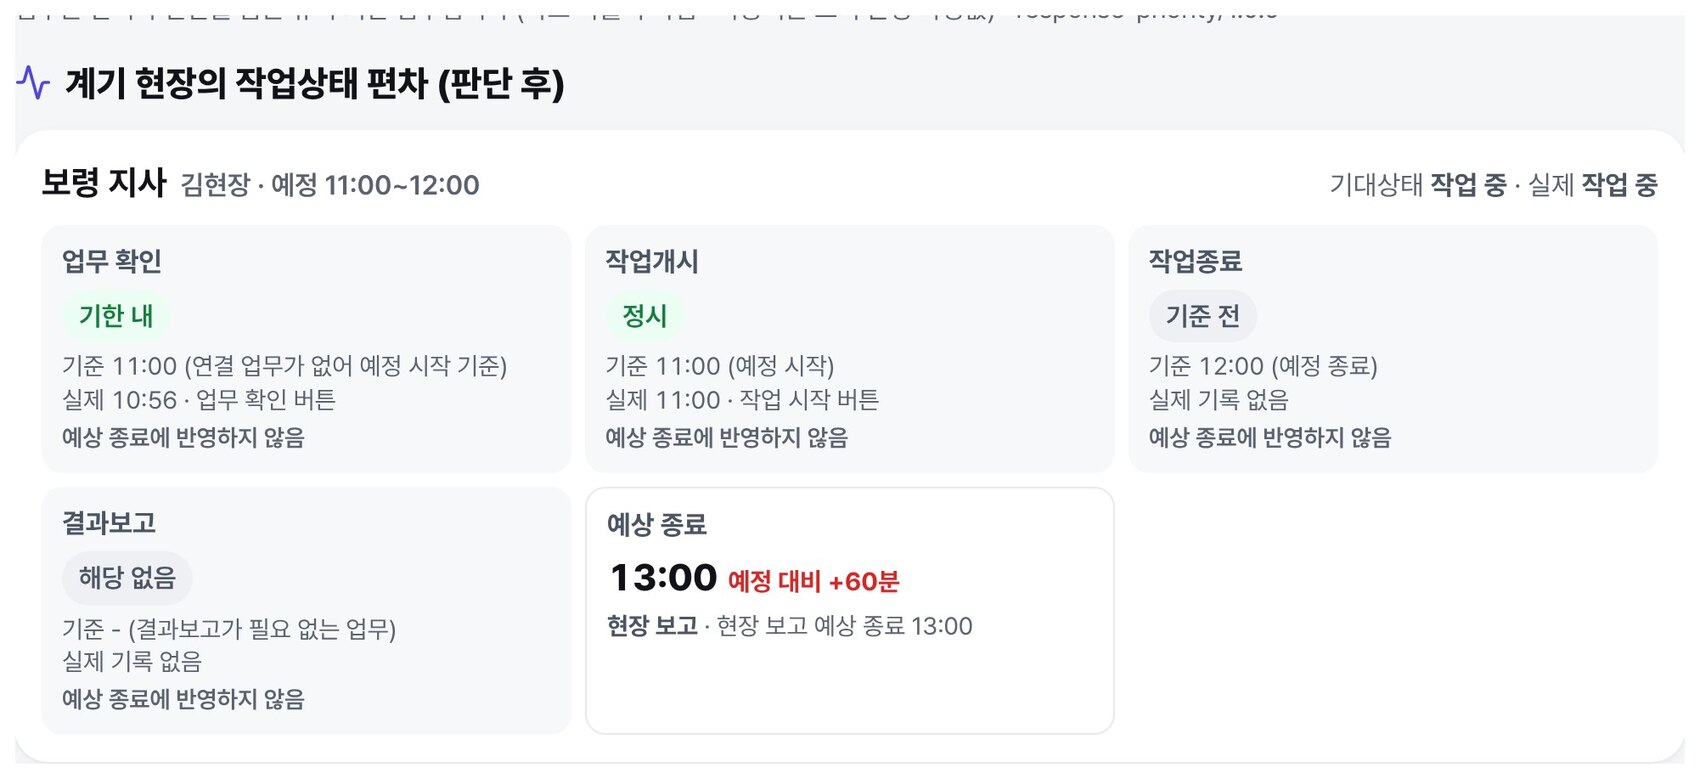 계기 현장의 작업상태 편차 (판단 후)
보령 지사 김현장 · 예정 11:00~12:00
기대상태 작업 중 · 실제 작업 중
업무 확인
기한 내
기준 11:00 (연결 업무가 없어 예정 시작 기준)
실제 10:56 · 업무 확인 버튼
예상 종료에 반영하지 않음
작업개시
정시
기준 11:00 (예정 시작)
실제 11:00 · 작업 시작 버튼
예상 종료에 반영하지 않음
작업종료
기준 전
기준 12:00 (예정 종료)
실제 기록 없음
예상 종료에 반영하지 않음
결과보고
해당 없음
기준 - (결과보고가 필요 없는 업무)
실제 기록 없음
예상 종료에 반영하지 않음
예상 종료
13:00 예정 대비 +60분
현장 보고 · 현장 보고 예상 종료 13:00